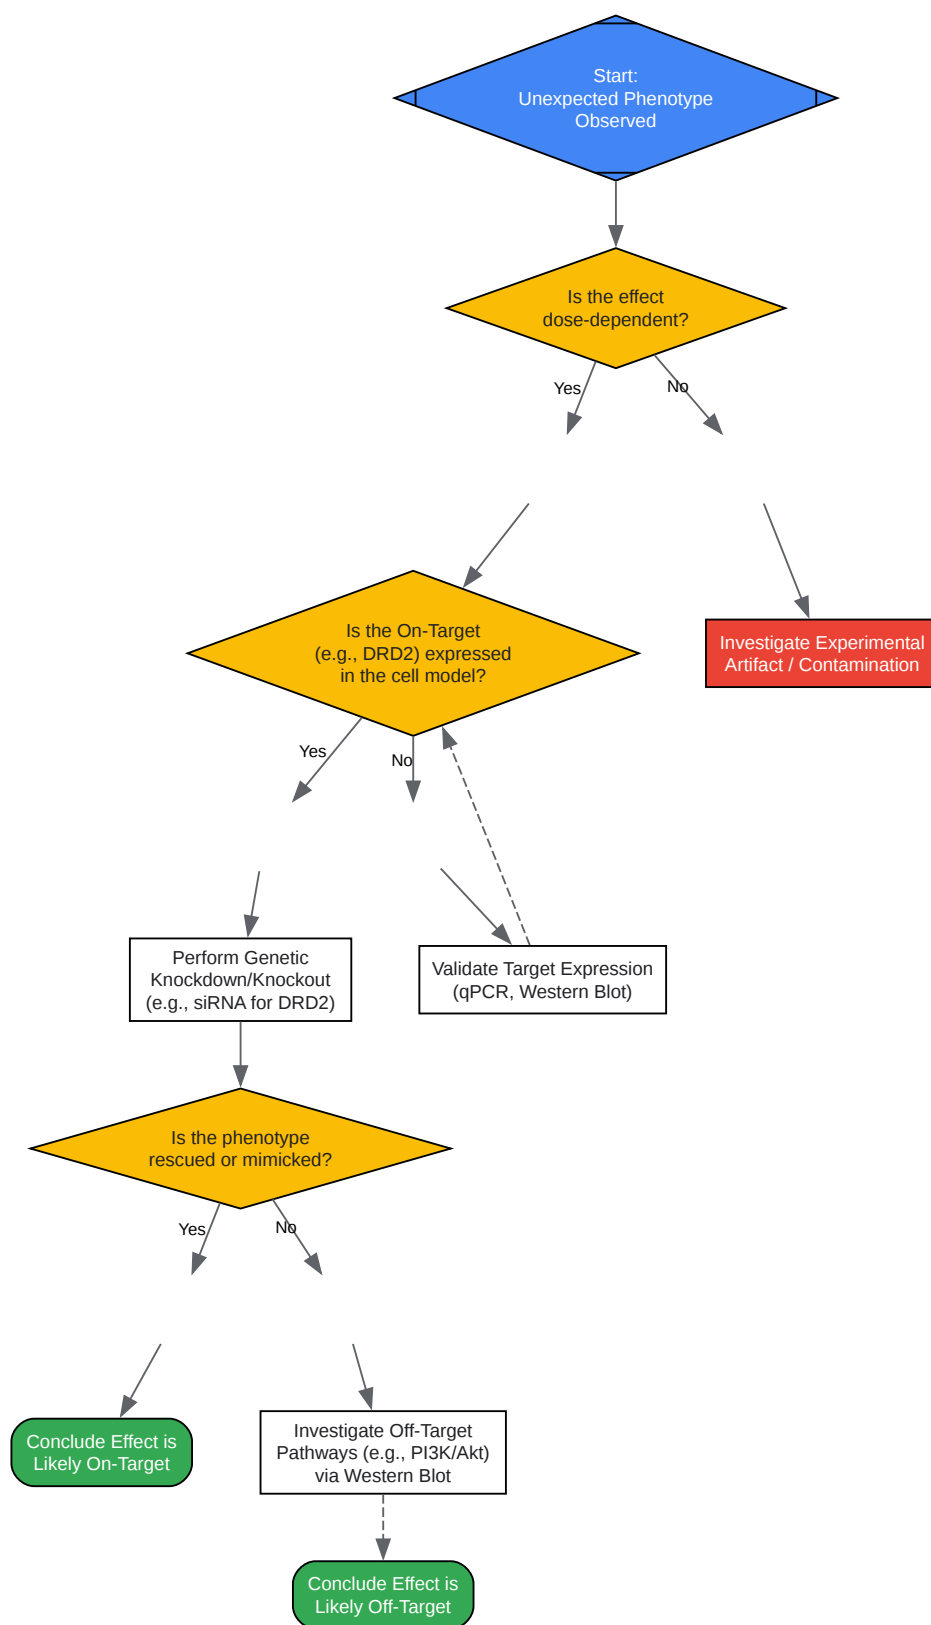 Start:
Unexpected Phenotype
Observed
Is the effect
dose-dependent?
Yes
No
Is the On-Target
(e.g., DRD2) expressed
in the cell model?
Investigate Experimental
Artifact / Contamination
Yes
No
Perform Genetic
Knockdown/Knockout
(e.g., siRNA for DRD2)
Validate Target Expression
(qPCR, Western Blot)
Is the phenotype
rescued or mimicked?
Yes
No
Conclude Effect is
Likely On-Target
Investigate Off-Target
Pathways (e.g., PI3K/Akt)
via Western Blot
Conclude Effect is
Likely Off-Target